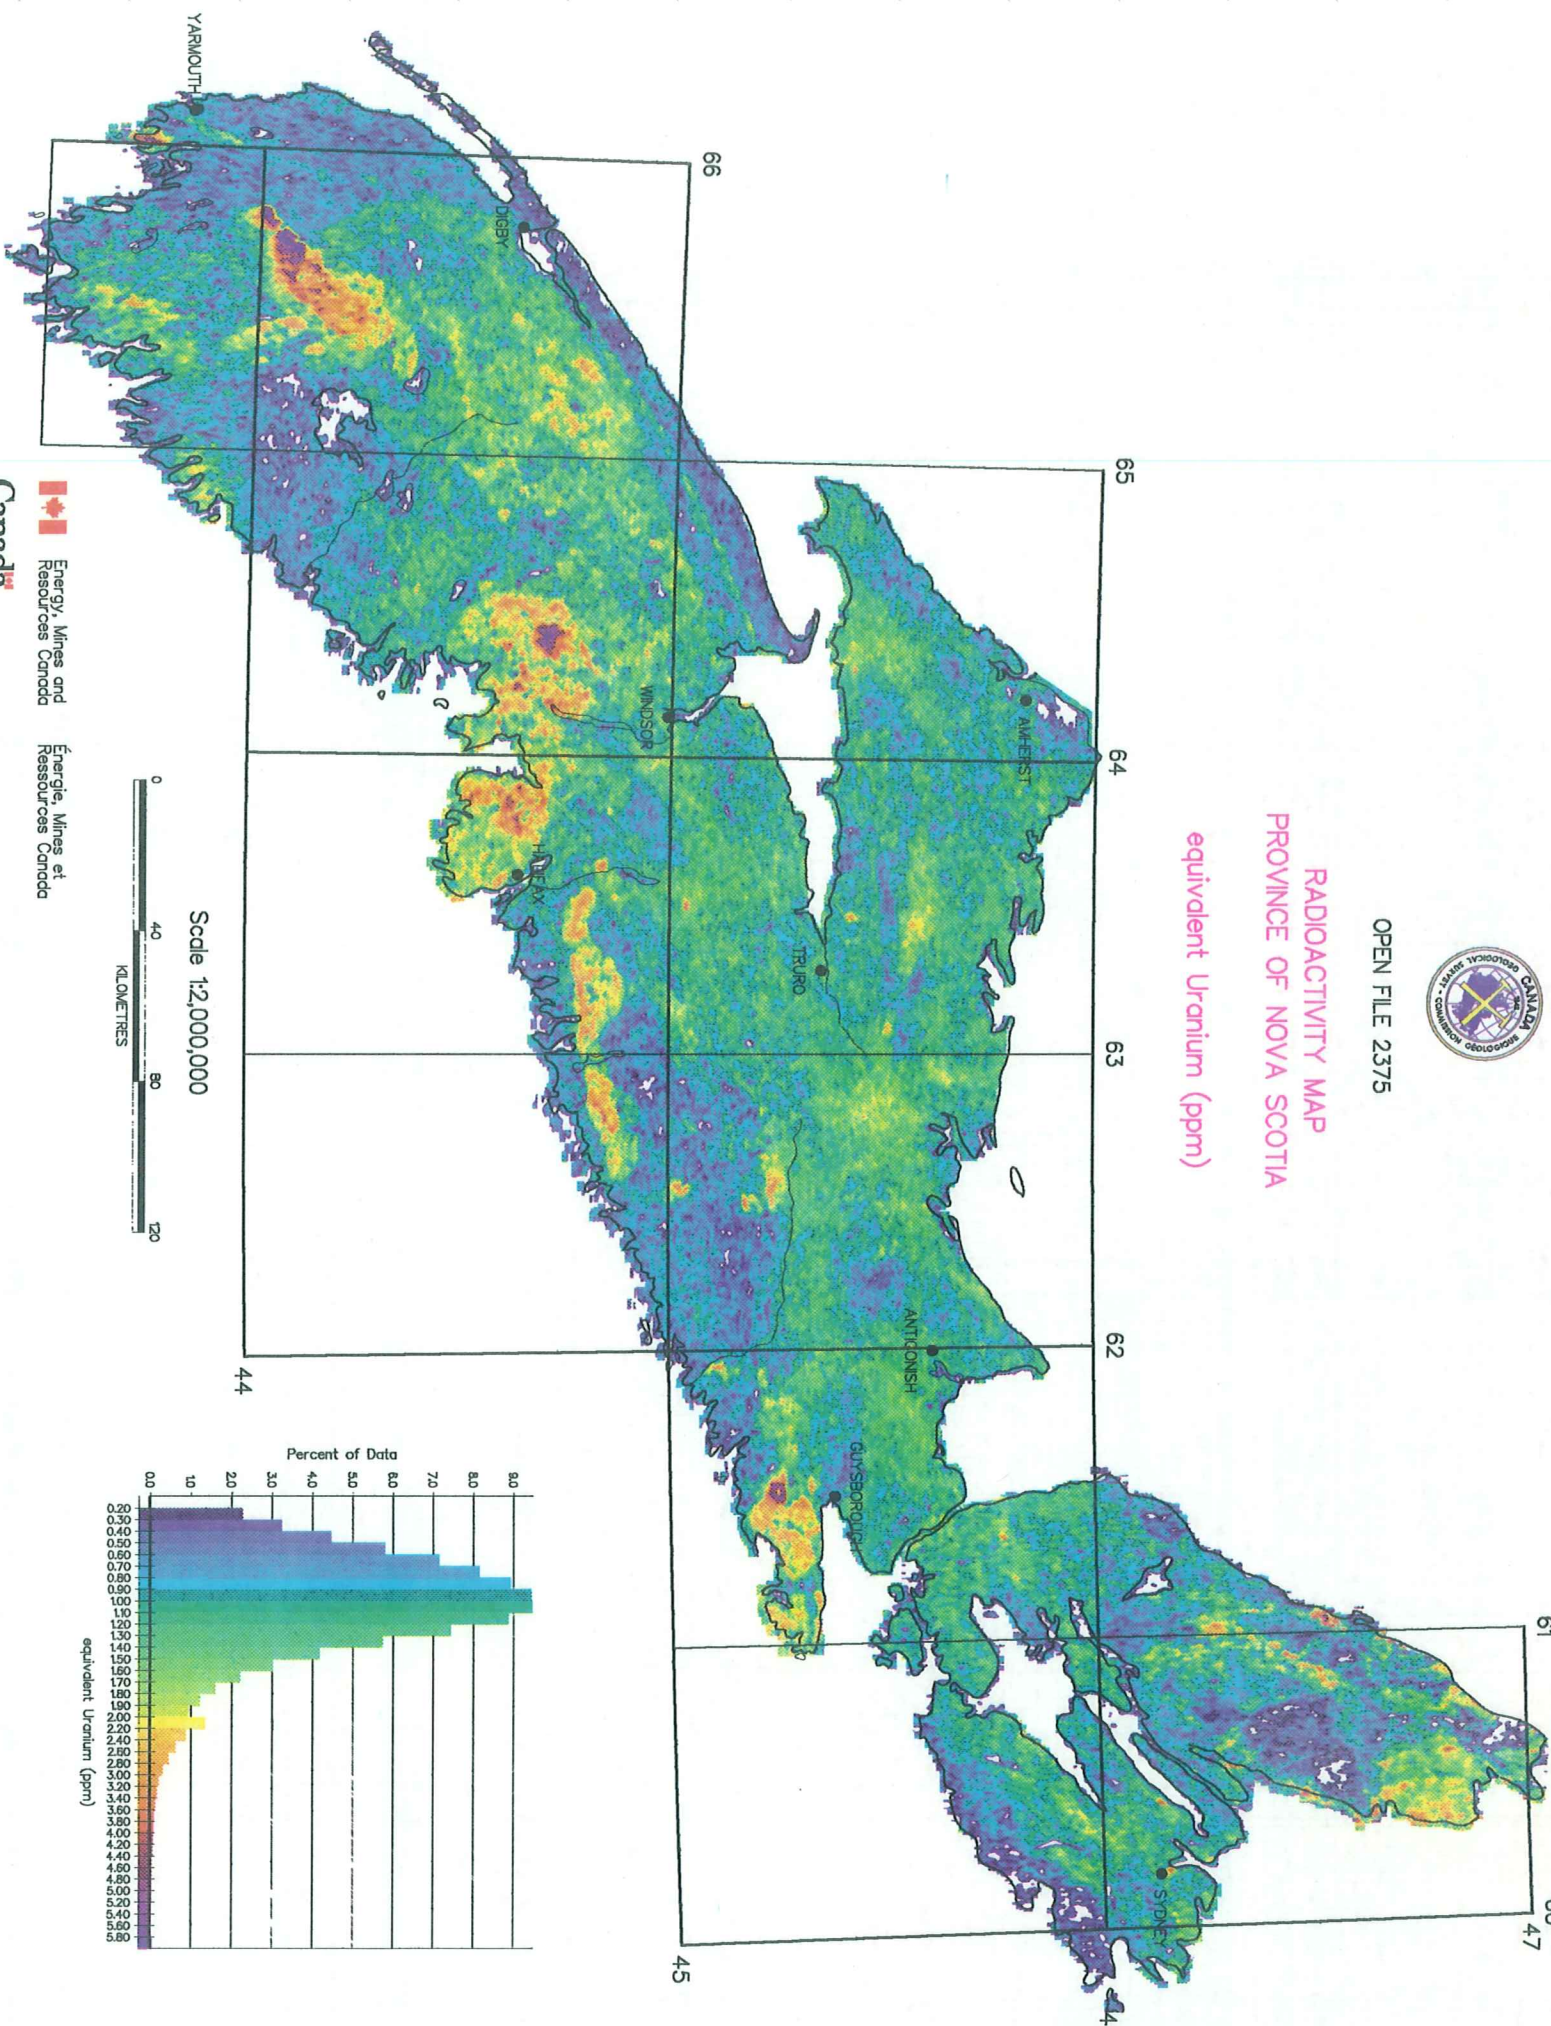 CANADA
GEOLOGICAL SURVEY - COMMISSION GÉOLOGIQUE
1842
OPEN FILE 2375
RADIOACTIVITY MAP
PROVINCE OF NOVA SCOTIA
equivalent Uranium (ppm)
66
65
64
63
62
47
45
44
YARMOUTH
DIGBY
WINDSOR
AMHERST
TRURO
ANTIGONISH
GUYSBOROUGH
SYDNEY
Scale 1:2,000,000
0 40 80 120
KILOMETRES
Energy, Mines and
Resources Canada
Énergie, Mines et
Ressources Canada
Canada
Percent of Data
0.0 1.0 2.0 3.0 4.0 5.0 6.0 7.0 8.0 9.0
0.20
0.30
0.40
0.50
0.60
0.70
0.80
0.90
1.00
1.10
1.20
1.30
1.40
1.50
1.60
1.70
1.80
1.90
2.00
2.20
2.40
2.60
2.80
3.00
3.20
3.40
3.60
3.80
4.00
4.20
4.40
4.60
4.80
5.00
5.20
5.40
5.60
5.80
equivalent Uranium (ppm)